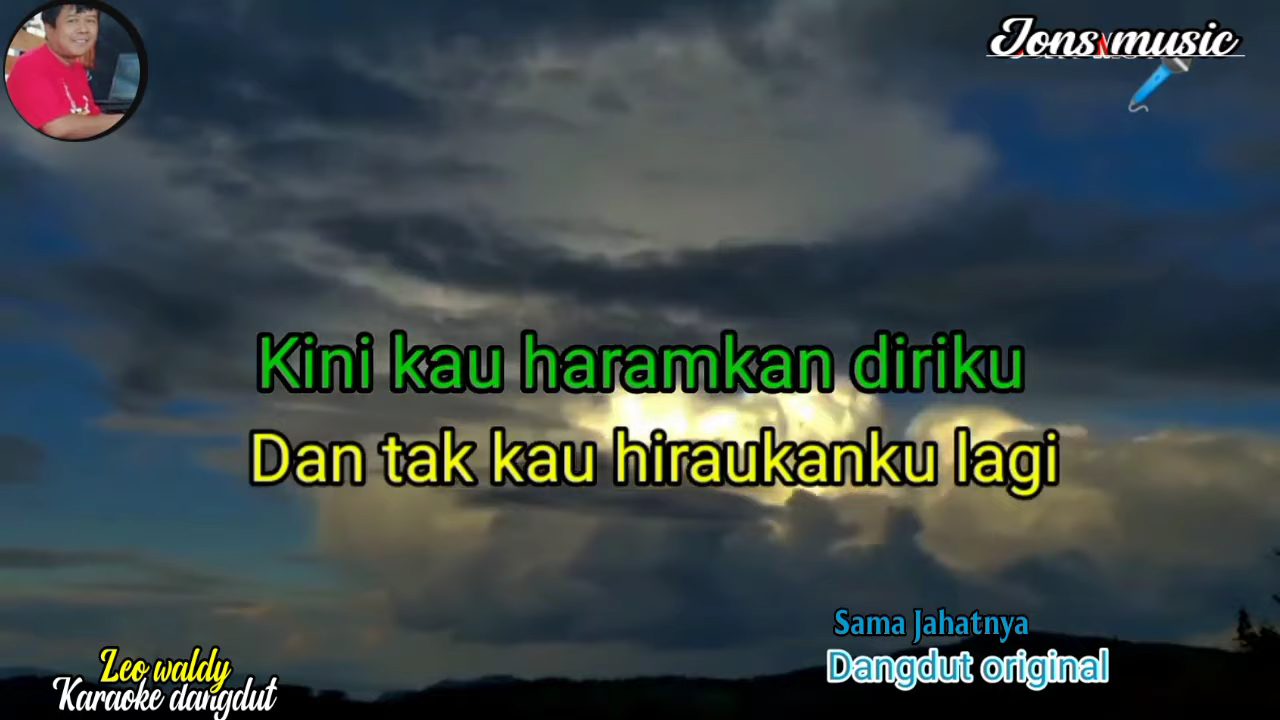 Jons music
Kini kau haramkan diriku
Dan tak kau hiraukanku lagi
Sama Jahatnya
Dangdut original
Leo waldy
Karaoke dangdut